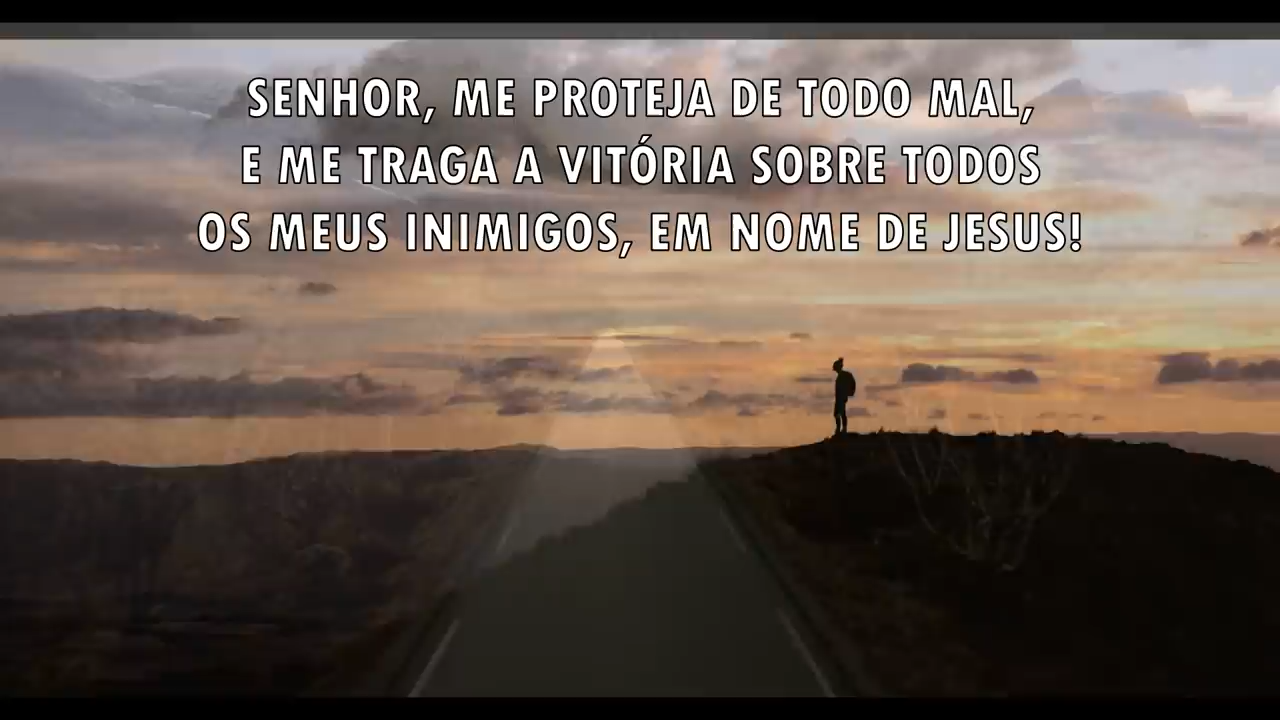 SENHOR, ME PROTEJA DE TODO MAL,
E ME TRAGA A VITÓRIA SOBRE TODOS
OS MEUS INIMIGOS, EM NOME DE JESUS!